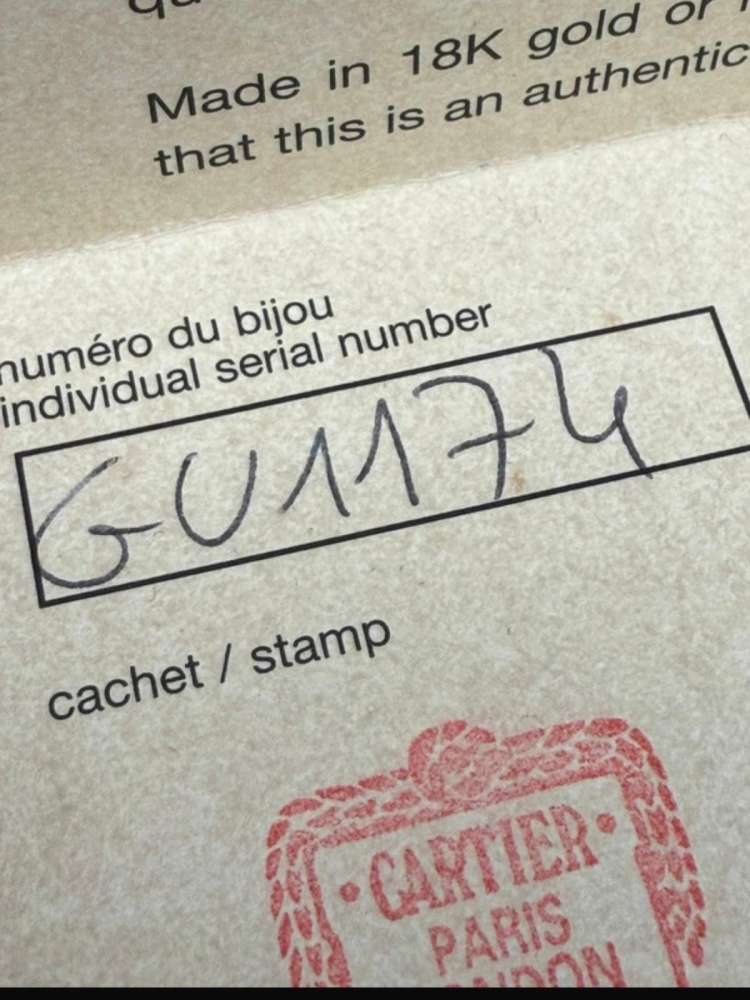 Made in 18K gold or
that this is an authentic
numéro du bijou
individual serial number
GU1174
cachet / stamp
• CARTIER •
PARIS